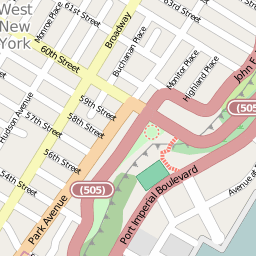 West
New
York
Monroe Place
61st Street
Broadway
Buchanan Place
60th Street
Monitor Place
Highland Place
John F
Hudson Avenue
59th Street
58th Street
57th Street
(505)
56th Street
54th Street
(505)
Park Avenue
Port Imperial Boulevard
Avenue at